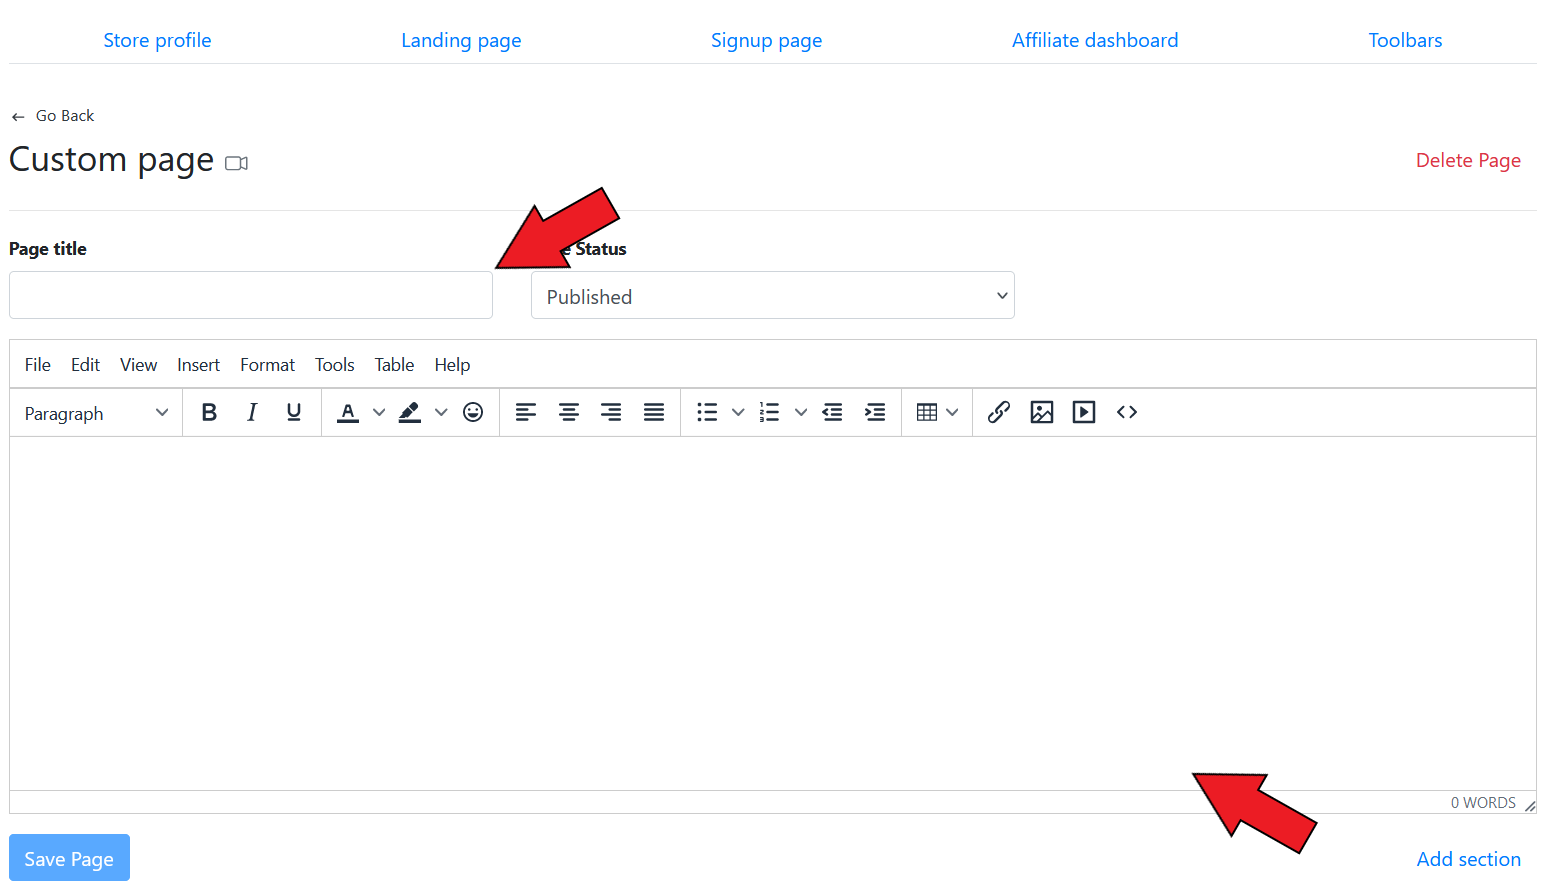 Store profile Landing page Signup page Affiliate dashboard Toolbars
Go Back
Custom page
Delete Page
Page title
Status
Published
File Edit View Insert Format Tools Table Help
Paragraph B I U A
0 WORDS
Save Page
Add section